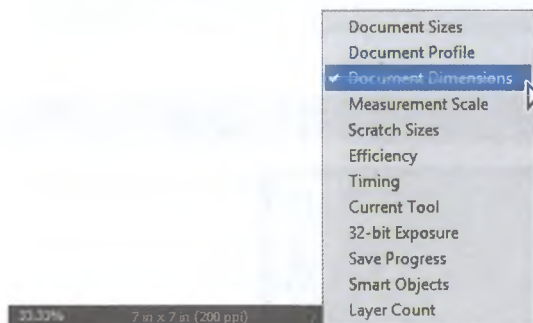 Document Sizes
Document Profile
✔ Document Dimensions
Measurement Scale
Scratch Sizes
Efficiency
Timing
Current Tool
32-bit Exposure
Save Progress
Smart Objects
Layer Count
33.33% 7 in x 7 in (200 ppi)